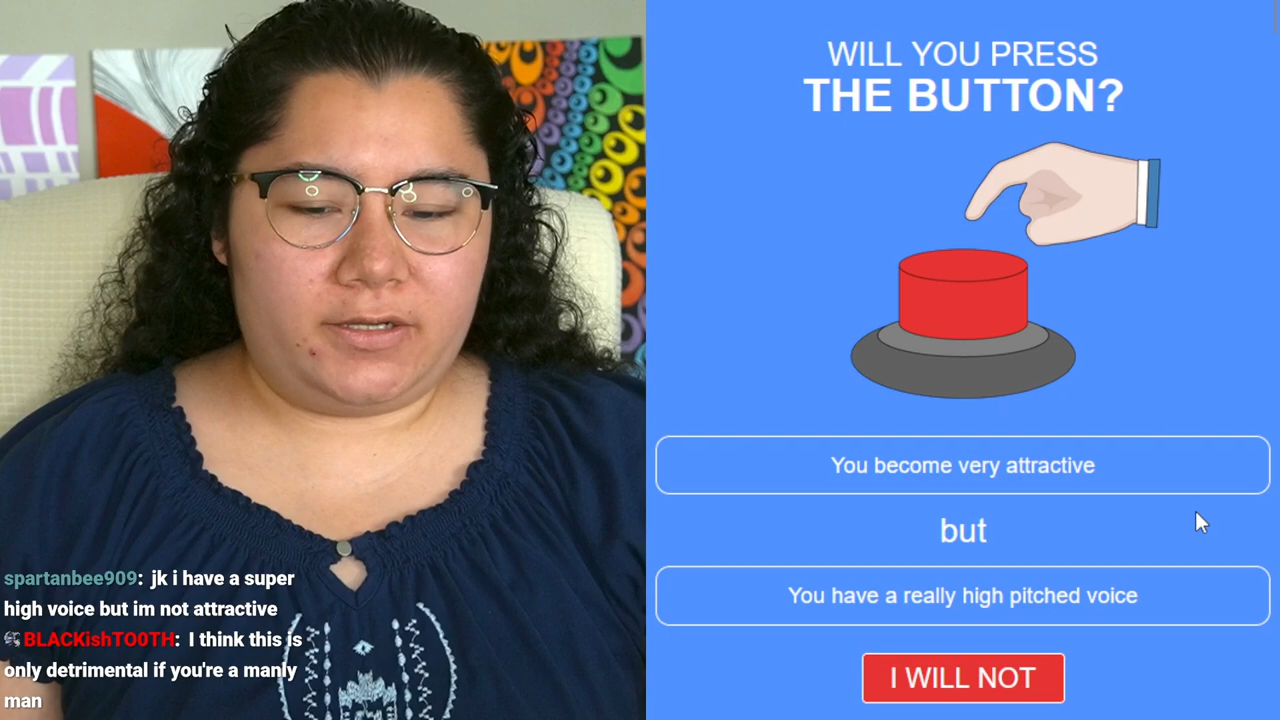 WILL YOU PRESS
THE BUTTON?
You become very attractive
but
You have a really high pitched voice
I WILL NOT
spartanbee909: jk i have a super
high voice but im not attractive
BLACKishTO0TH: I think this is
only detrimental if you're a manly
man